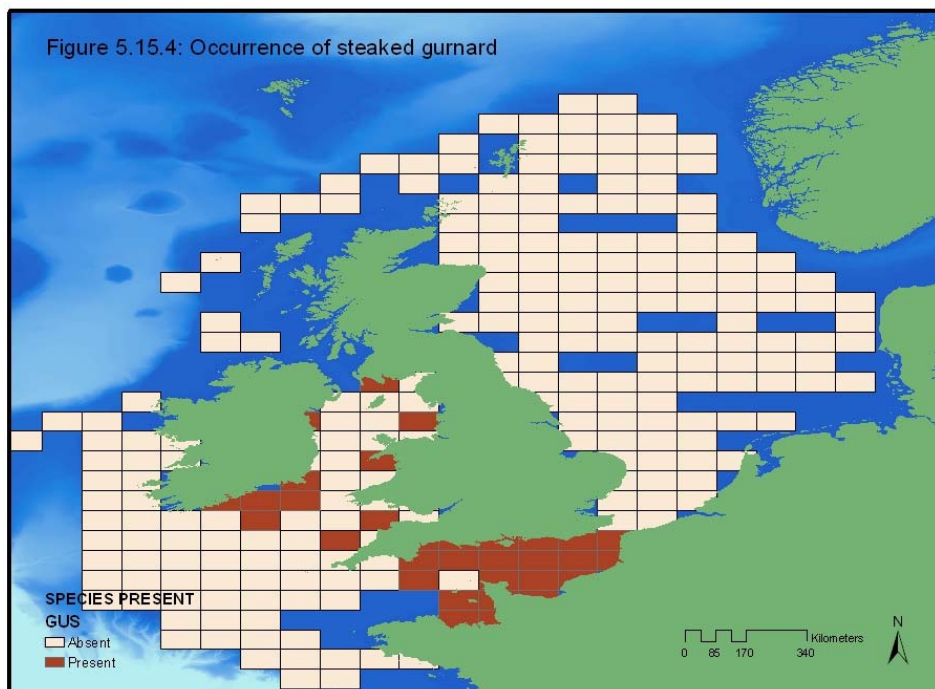 Figure 5.15.4: Occurrence of steaked gurnard
SPECIES PRESENT
GUS
Absent
Present
N
Kilometers
0 85 170 340